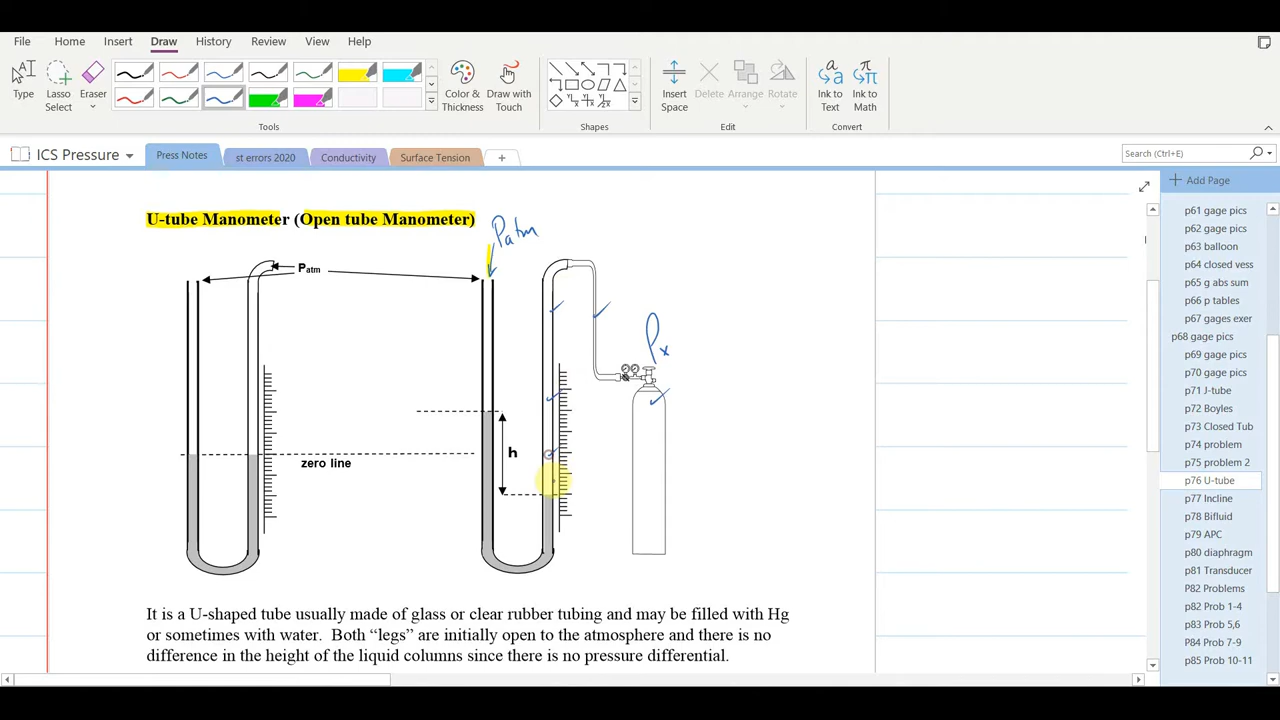 File Home Insert Draw History Review View Help
Type
Lasso Select
Eraser
Color & Thickness
Draw with Touch
Insert Space
Delete
Arrange
Rotate
Ink to Text
Ink to Math
Tools
Shapes
Edit
Convert
ICS Pressure
Press Notes
st errors 2020
Conductivity
Surface Tension
Search (Ctrl+E)
Add Page
U-tube Manometer (Open tube Manometer)
Patm
Patm
Px
h
zero line
It is a U-shaped tube usually made of glass or clear rubber tubing and may be filled with Hg
or sometimes with water. Both “legs” are initially open to the atmosphere and there is no
difference in the height of the liquid columns since there is no pressure differential.
p61 gage pics
p62 gage pics
p63 balloon
p64 closed vess
p65 g abs sum
p66 p tables
p67 gages exer
p68 gage pics
p69 gage pics
p70 gage pics
p71 J-tube
p72 Boyles
p73 Closed Tub
p74 problem
p75 problem 2
p76 U-tube
p77 Incline
p78 Bifluid
p79 APC
p80 diaphragm
p81 Transducer
P82 Problems
p82 Prob 1-4
p83 Prob 5,6
p84 Prob 7-9
p85 Prob 10-11